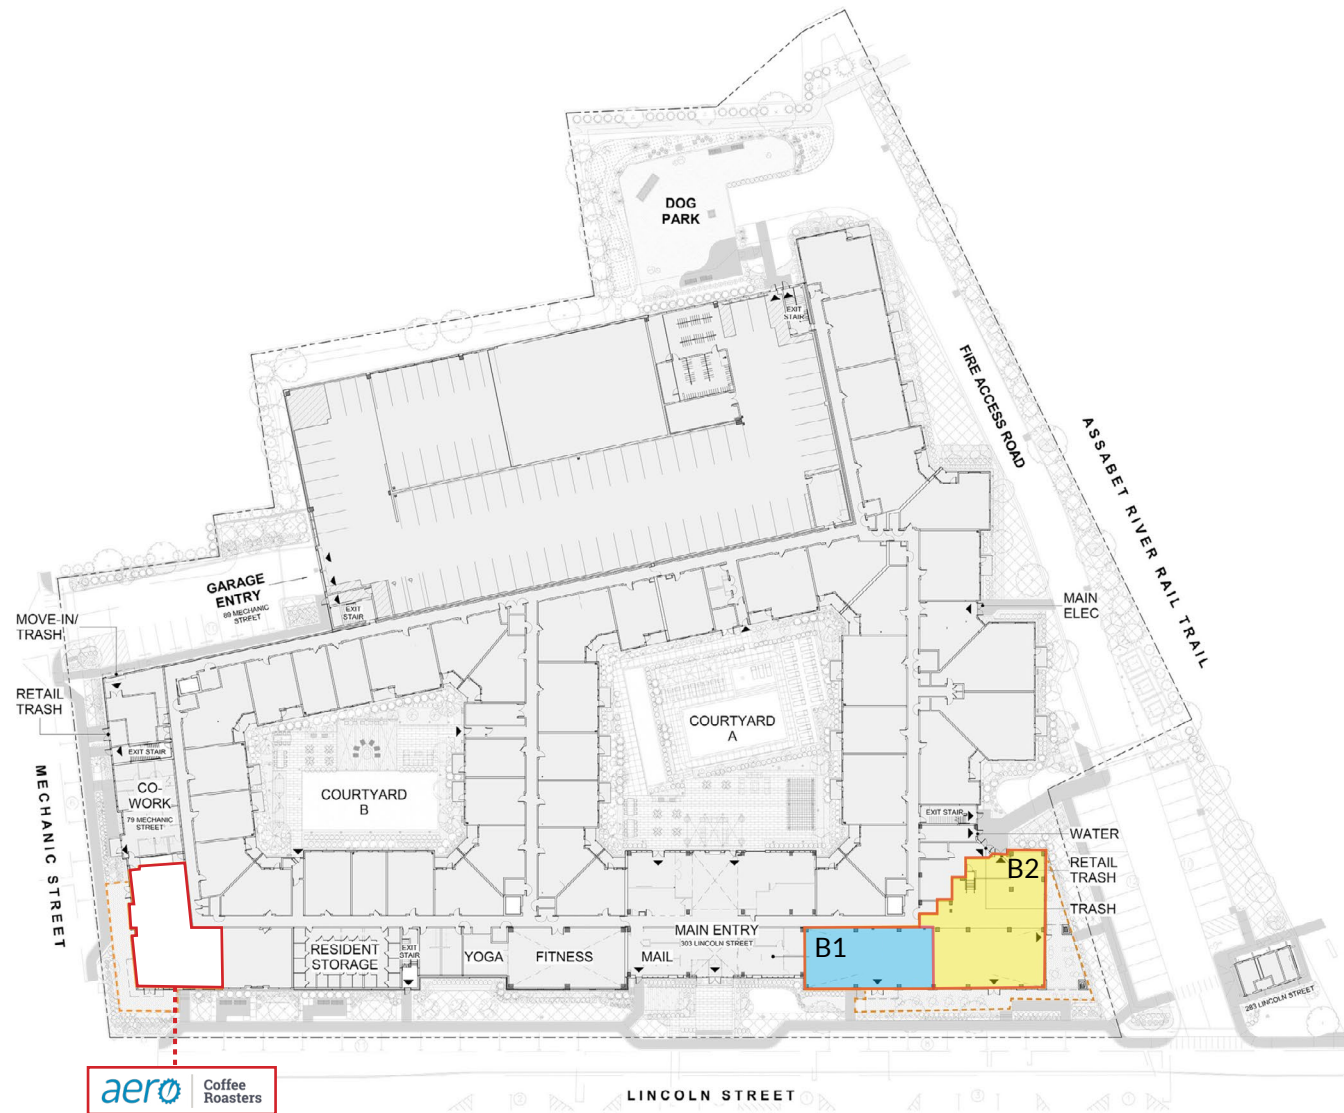 DOG
PARK
EXIT
STAIR
FIRE ACCESS ROAD
ASSABET RIVER RAIL TRAIL
GARAGE
ENTRY
89 MECHANIC
STREET
EXIT
STAIR
MAIN
ELEC
MOVE-IN/
TRASH
RETAIL
TRASH
EXIT STAIR
CO-
WORK
79 MECHANIC
STREET
MECHANIC STREET
COURTYARD
A
COURTYARD
B
EXIT STAIR
WATER
RETAIL
TRASH
TRASH
B2
B1
MAIN ENTRY
303 LINCOLN STREET
MAIL
FITNESS
YOGA
EXIT
STAIR
RESIDENT
STORAGE
283 LINCOLN STREET
aero Coffee
Roasters
LINCOLN STREET